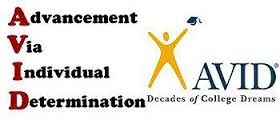 Advancement
Via
Individual
Determination
AVID®
Decades of College Dreams